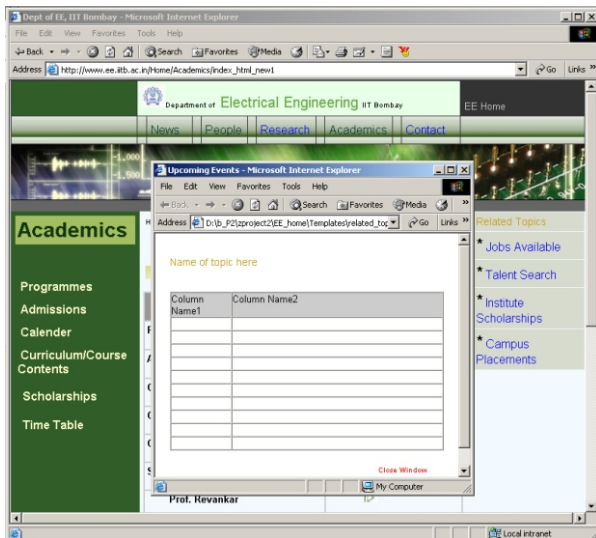 Dept of EE, IIT Bombay - Microsoft Internet Explorer
File Edit View Favorites Tools Help
Back Search Favorites Media
Address http://www.ee.iitb.ac.in/Home/Academics/index_html_new1 Go Links »
Department of Electrical Engineering IIT Bombay
EE Home
News People Research Academics Contact
Academics
Programmes
Admissions
Calender
Curriculum/Course
Contents
Scholarships
Time Table
Upcoming Events - Microsoft Internet Explorer
File Edit View Favorites Tools Help
Back Search Favorites Media »
Address D:\b_P2\zproject2\EE_home\Templates\related_top Go Links »
Name of topic here
Column Name2
Column
Name1
Close Window
My Computer
Prof. Revankar
Related Topics
* Jobs Available
* Talent Search
* Institute
Scholarships
* Campus
Placements
Local intranet